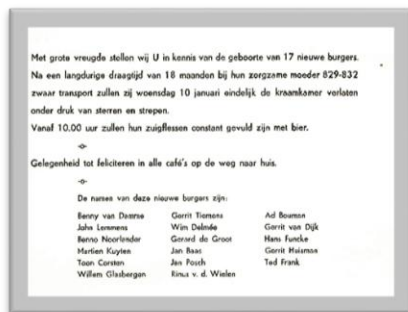 Met grote vreugde stellen wij U in kennis van de geboorte van 17 nieuwe burgers.
Na een langdurige draagtijd van 18 maanden bij hun zorgzame moeder 829-832
zwaar transport zullen zij woensdag 10 januari eindelijk de kraamkamer verlaten
onder druk van sterren en strepen.
Vanaf 10.00 uur zullen hun zuigflessen constant gevuld zijn met bier.
-o-
Gelegenheid tot feliciteren in alle café's op de weg naar huis.
-o-
De namen van deze nieuwe burgers zijn:
Benny van Damme Gerrit Tiemens Ad Bouman
John Lemmens Wim Delmée Gerrit van Dijk
Benno Noorlander Gerard de Groot Hans Funcke
Martien Kuyten Jan Baas Gerrit Huisman
Toon Corsten Jan Posch Ted Frank
Willem Glasbergen Rinus v. d. Wielen